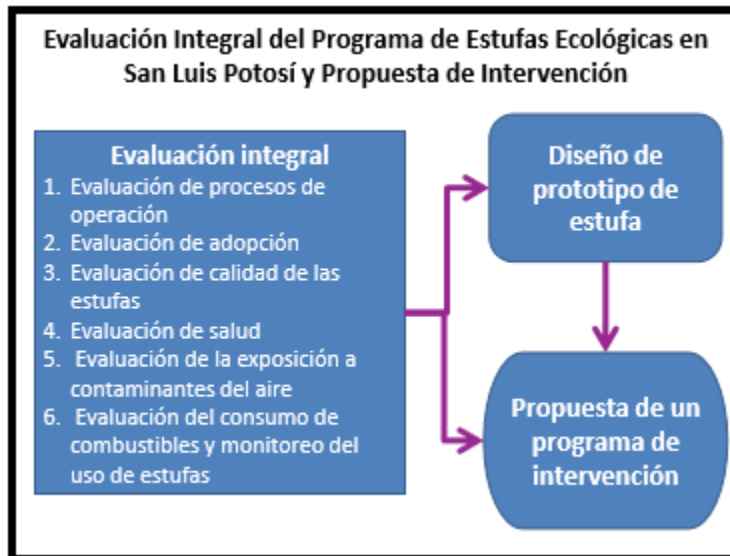 Evaluación Integral del Programa de Estufas Ecológicas en
San Luis Potosí y Propuesta de Intervención
Evaluación integral
1. Evaluación de procesos de
operación
2. Evaluación de adopción
3. Evaluación de calidad de las
estufas
4. Evaluación de salud
5. Evaluación de la exposición a
contaminantes del aire
6. Evaluación del consumo de
combustibles y monitoreo del
uso de estufas
Diseño de
prototipo de
estufa
Propuesta de un
programa de
intervención